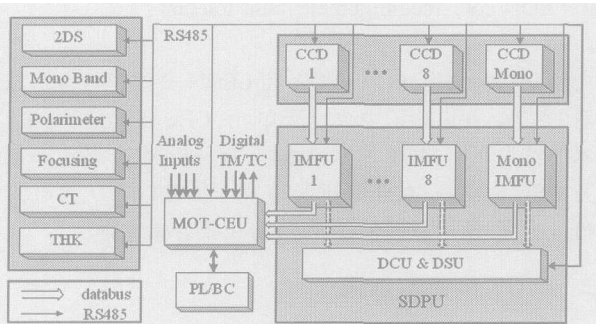 2DS
Mono Band
Polarimeter
Focusing
CT
THK
databus
RS485
RS485
Analog
Inputs
Digital
TM/TC
MOT-CEU
PL/BC
CCD
1
...
CCD
8
CCD
Mono
IMFU
1
...
IMFU
8
Mono
IMFU
DCU & DSU
SDPU